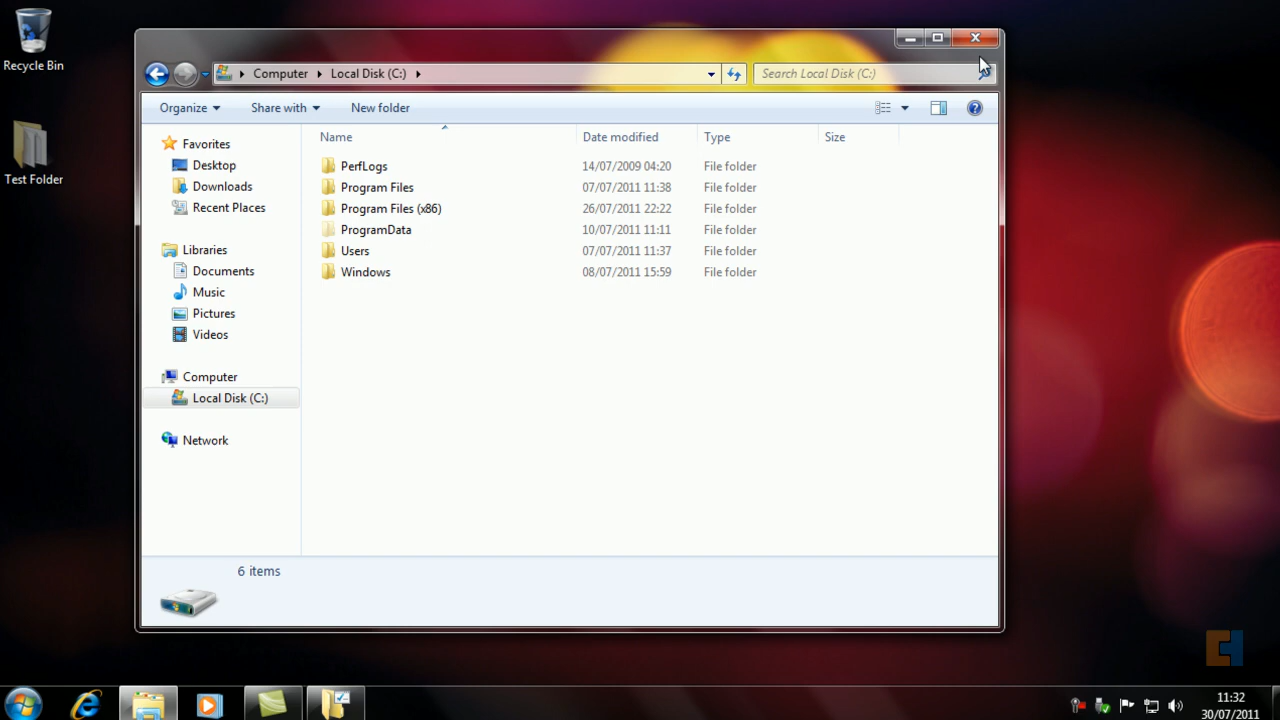 Recycle Bin
Test Folder
Computer Local Disk (C:)
Search Local Disk (C:)
Organize Share with New folder
Favorites
Desktop
Downloads
Recent Places
Libraries
Documents
Music
Pictures
Videos
Computer
Local Disk (C:)
Network
Name Date modified Type Size
PerfLogs 14/07/2009 04:20 File folder
Program Files 07/07/2011 11:38 File folder
Program Files (x86) 26/07/2011 22:22 File folder
ProgramData 10/07/2011 11:11 File folder
Users 07/07/2011 11:37 File folder
Windows 08/07/2011 15:59 File folder
6 items
11:32
30/07/2011